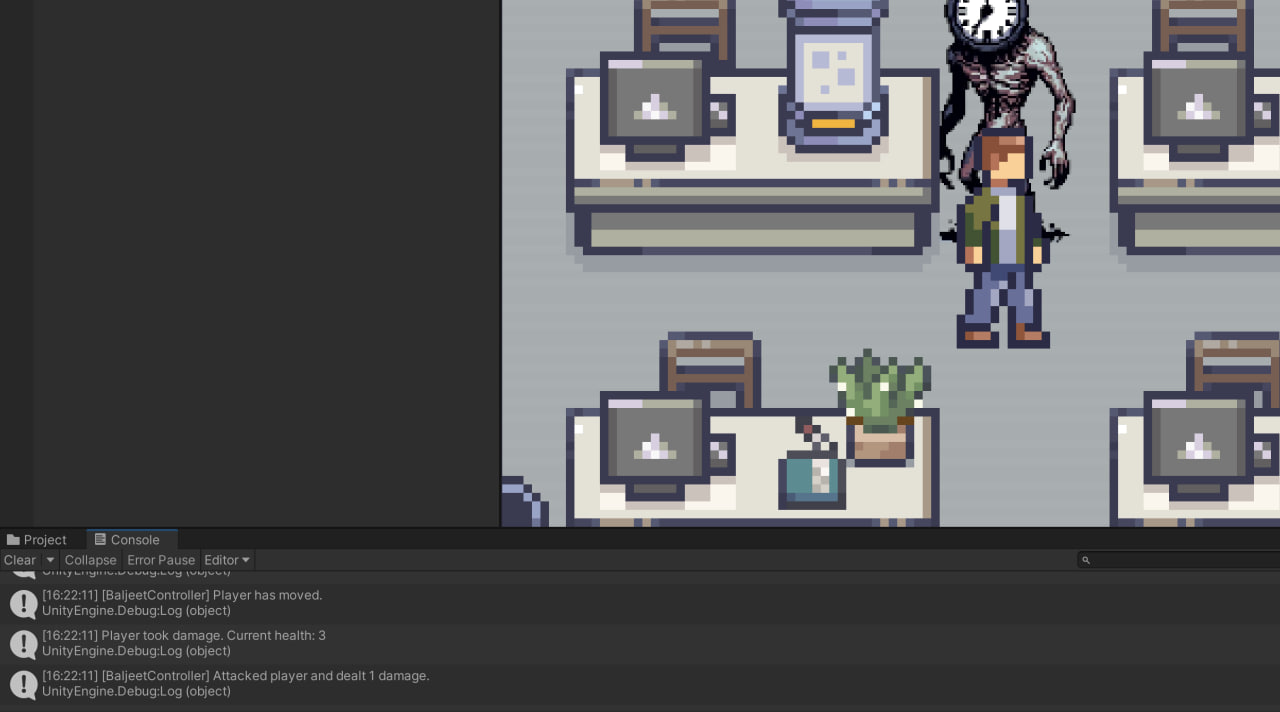 Project
Console
Clear
Collapse
Error Pause
Editor
UnityEngine.Debug:Log (object)
[16:22:11] [BaljeetController] Player has moved.
UnityEngine.Debug:Log (object)
[16:22:11] Player took damage. Current health: 3
UnityEngine.Debug:Log (object)
[16:22:11] [BaljeetController] Attacked player and dealt 1 damage.
UnityEngine.Debug:Log (object)